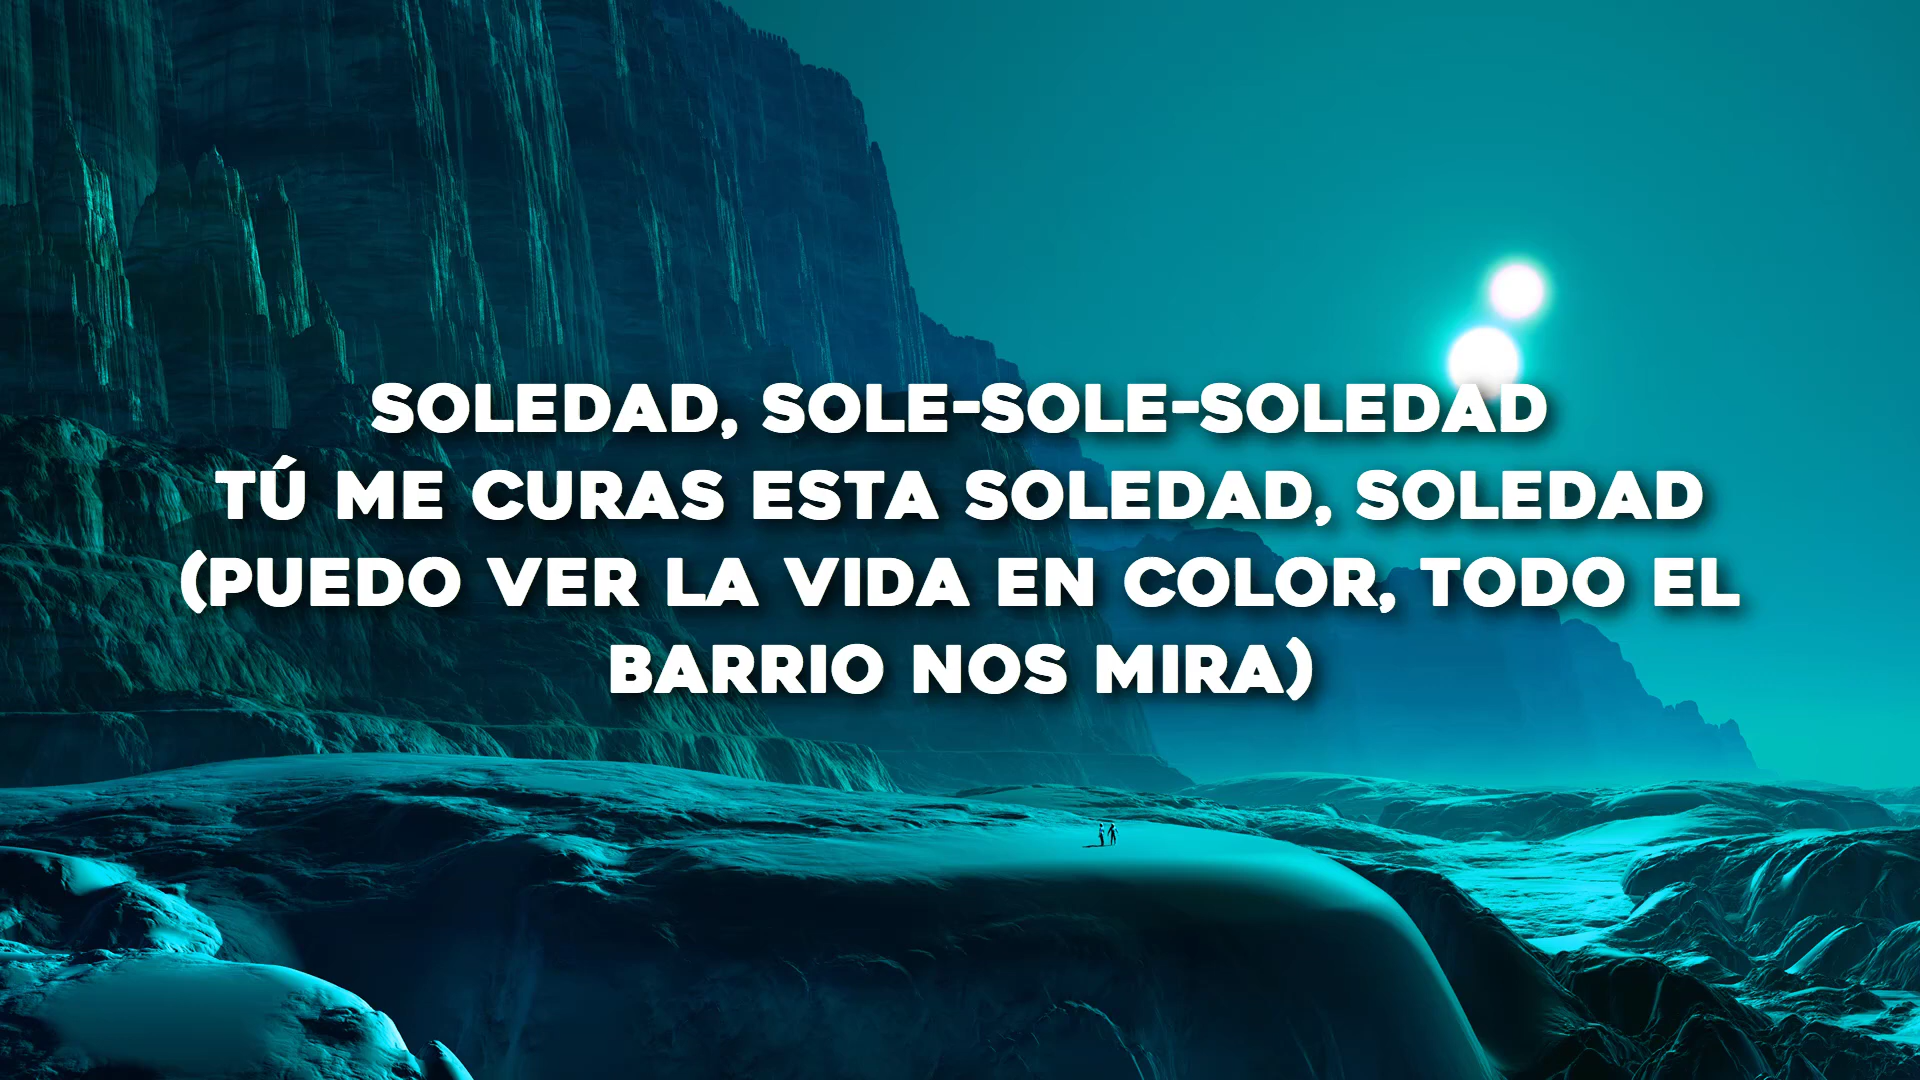 SOLEDAD, SOLE-SOLE-SOLEDAD
TÚ ME CURAS ESTA SOLEDAD, SOLEDAD
(PUEDO VER LA VIDA EN COLOR, TODO EL
BARRIO NOS MIRA)